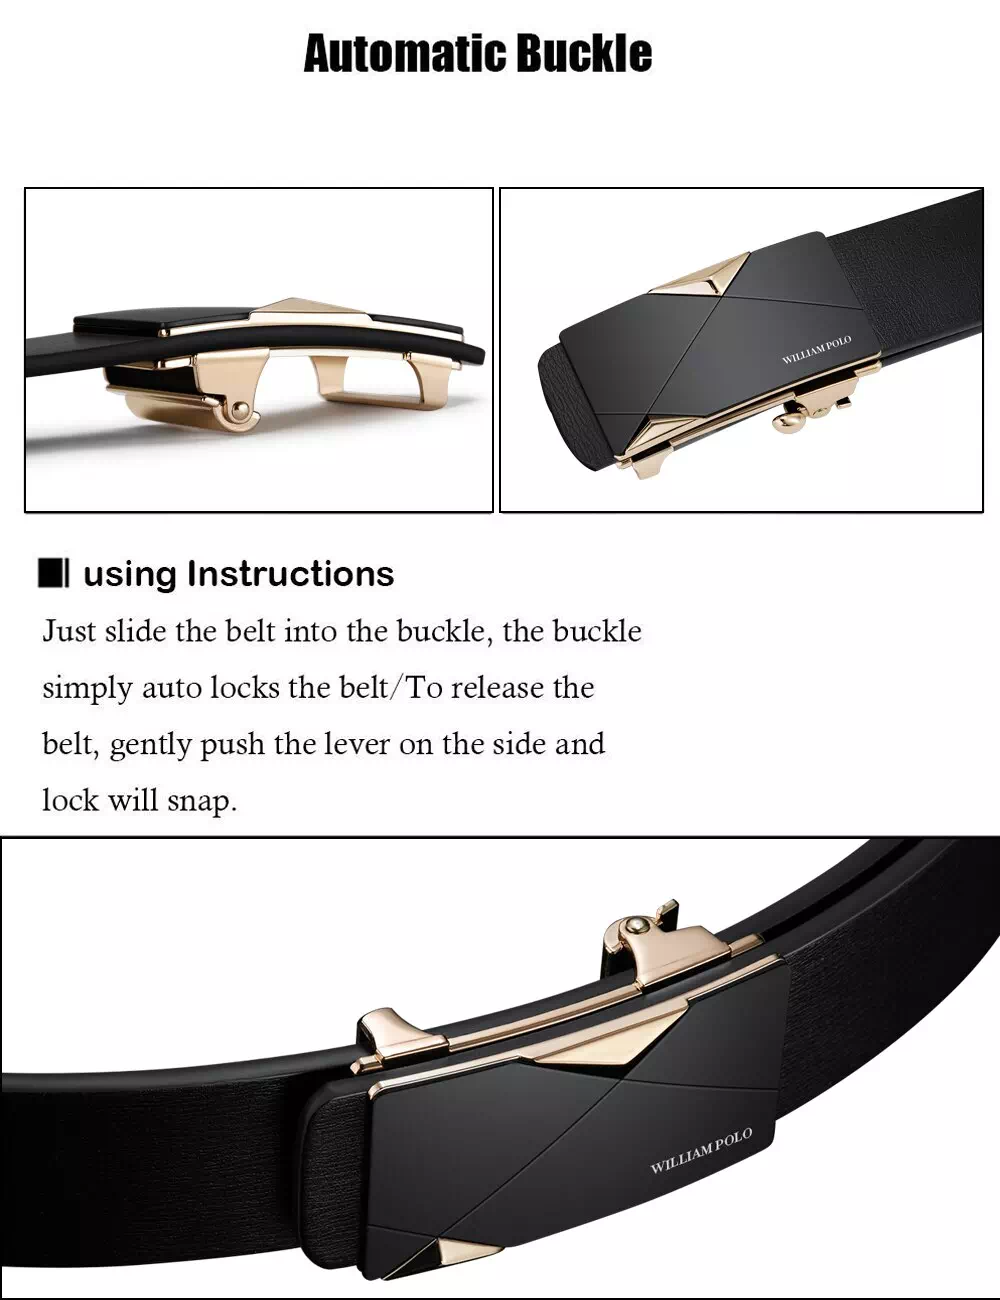 Automatic Buckle
WILLIAM POLO
using Instructions
Just slide the belt into the buckle, the buckle
simply auto locks the belt/To release the
belt, gently push the lever on the side and
lock will snap.
WILLIAM POLO